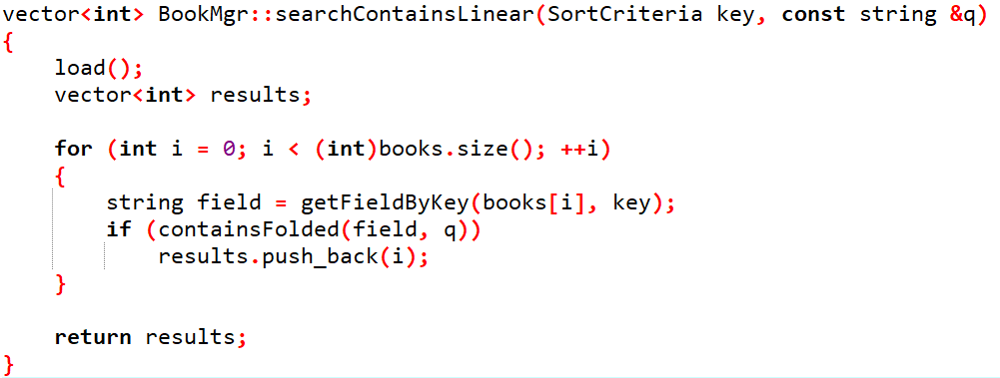 vector<int> BookMgr::searchContainsLinear(SortCriteria key, const string &q)
{
    load();
    vector<int> results;

    for (int i = 0; i < (int)books.size(); ++i)
    {
        string field = getFieldByKey(books[i], key);
        if (containsFolded(field, q))
            results.push_back(i);
    }

    return results;
}